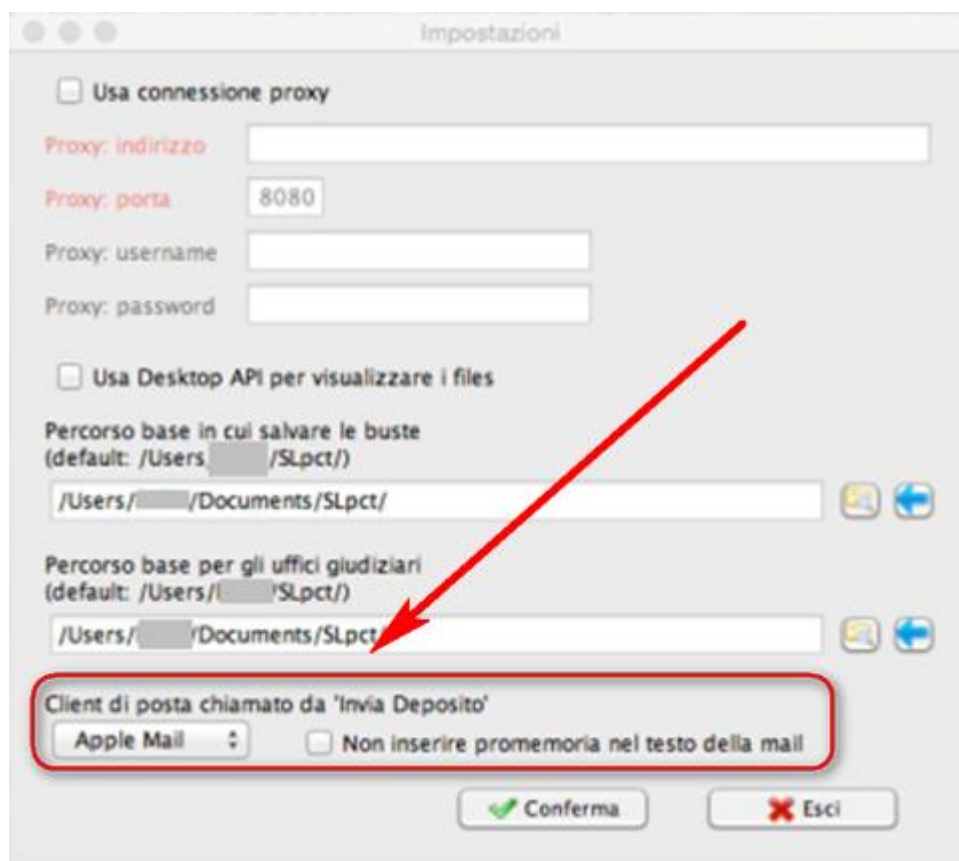 Impostazioni
Usa connessione proxy
Proxy: indirizzo
Proxy: porta 8080
Proxy: username
Proxy: password
Usa Desktop API per visualizzare i files
Percorso base in cui salvare le buste
(default: /Users /SLpct/)
/Users/ /Documents/SLpct/
Percorso base per gli uffici giudiziari
(default: /Users/ /SLpct/)
/Users/ /Documents/SLpct/
Client di posta chiamato da 'Invia Deposito'
Apple Mail Non inserire promemoria nel testo della mail
Conferma Esci